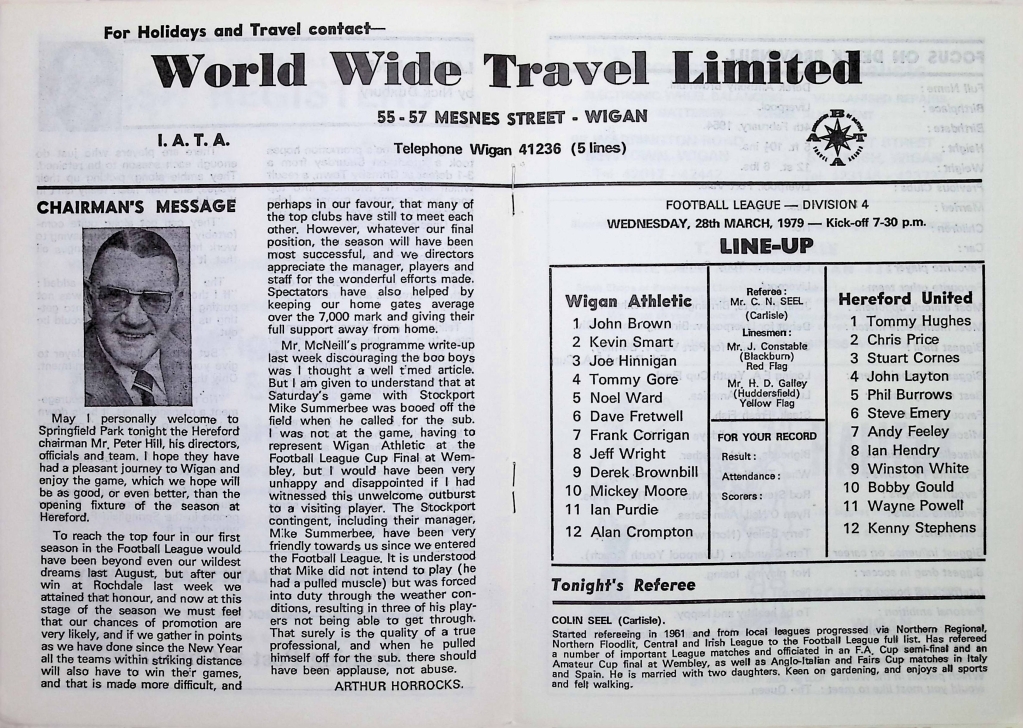 For Holidays and Travel contact—
World Wide Travel Limited
55-57 MESNES STREET - WIGAN
I. A. T. A.
Telephone Wigan 41236 (5 lines)
CHAIRMAN'S MESSAGE
May I personally welcome to
Springfield Park tonight the Hereford
chairman Mr. Peter Hill, his directors,
officials and team. I hope they have
had a pleasant journey to Wigan and
enjoy the game, which we hope will
be as good, or even better, than the
opening fixture of the season at
Hereford.
To reach the top four in our first
season in the Football League would
have been beyond even our wildest
dreams last August, but after our
win at Rochdale last week we
attained that honour, and now at this
stage of the season we must feel
that our chances of promotion are
very likely, and if we gather in points
as we have done since the New Year
all the teams within striking distance
will also have to win their games,
and that is made more difficult, and
perhaps in our favour, that many of
the top clubs have still to meet each
other. However, whatever our final
position, the season will have been
most successful, and we directors
appreciate the manager, players and
staff for the wonderful efforts made.
Spectators have also helped by
keeping our home gates average
over the 7,000 mark and giving their
full support away from home.
Mr. McNeill's programme write-up
last week discouraging the boo boys
was I thought a well t'med article.
But I am given to understand that at
Saturday's game with Stockport
Mike Summerbee was booed off the
field when he called for the sub.
I was not at the game, having to
represent Wigan Athletic at the
Football League Cup Final at Wem-
bley, but I would have been very
unhappy and disappointed if I had
witnessed this unwelcome outburst
to a visiting player. The Stockport
contingent, including their manager,
Mike Summerbee, have been very
friendly towards us since we entered
the Football League. It is understood
that Mike did not intend to play (he
had a pulled muscle) but was forced
into duty through the weather con-
ditions, resulting in three of his play-
ers not being able to get through.
That surely is the quality of a true
professional, and when he pulled
himself off for the sub. there should
have been applause, not abuse.
ARTHUR HORROCKS.
FOOTBALL LEAGUE — DIVISION 4
WEDNESDAY, 28th MARCH, 1979 — Kick-off 7-30 p.m.
LINE-UP
Wigan Athletic
1 John Brown
2 Kevin Smart
3 Joe Hinnigan
4 Tommy Gore
5 Noel Ward
6 Dave Fretwell
7 Frank Corrigan
8 Jeff Wright
9 Derek Brownbill
10 Mickey Moore
11 Ian Purdie
12 Alan Crompton
Referee:
Mr. C. N. SEEL
(Carlisle)
Linesmen:
Mr. J. Constable
(Blackburn)
Red Flag
Mr. H. D. Galley
(Huddersfield)
Yellow Flag
FOR YOUR RECORD
Result:
Attendance:
Scorers:
Hereford United
1 Tommy Hughes
2 Chris Price
3 Stuart Cornes
4 John Layton
5 Phil Burrows
6 Steve Emery
7 Andy Feeley
8 Ian Hendry
9 Winston White
10 Bobby Gould
11 Wayne Powell
12 Kenny Stephens
Tonight's Referee
COLIN SEEL (Carlisle).
Started refereeing in 1961 and from local leagues progressed via Northern Regional,
Northern Floodlit, Central and Irish League to the Football League full list. Has refereed
a number of important League matches and officiated in an F.A. Cup semi-final and an
Amateur Cup final at Wembley, as well as Anglo-Italian and Fairs Cup matches in Italy
and Spain. He is married with two daughters. Keen on gardening, and enjoys all sports
and fell walking.